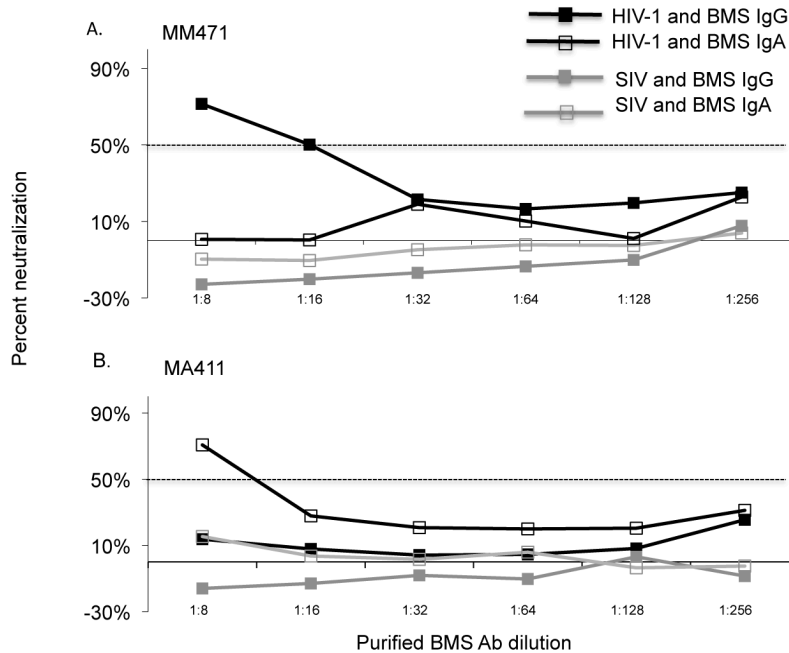 A.
MM471
HIV-1 and BMS IgG
HIV-1 and BMS IgA
SIV and BMS IgG
SIV and BMS IgA
90%
50%
10%
-30%
1:8 1:16 1:32 1:64 1:128 1:256
Percent neutralization
B.
MA411
90%
50%
10%
-30%
1:8 1:16 1:32 1:64 1:128 1:256
Purified BMS Ab dilution